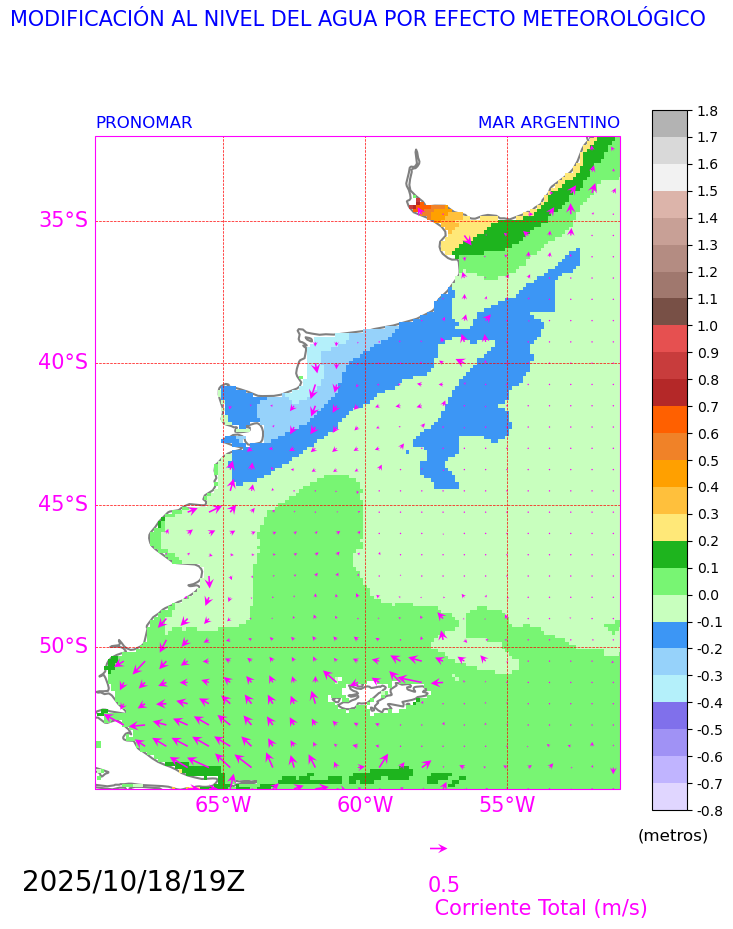 MODIFICACIÓN AL NIVEL DEL AGUA POR EFECTO METEOROLÓGICO
PRONOMAR MAR ARGENTINO
1.8
1.7
1.6
1.5
1.4
1.3
1.2
1.1
1.0
0.9
0.8
0.7
0.6
0.5
0.4
0.3
0.2
0.1
0.0
-0.1
-0.2
-0.3
-0.4
-0.5
-0.6
-0.7
-0.8
(metros)
35°S
40°S
45°S
50°S
65°W 60°W 55°W
2025/10/18/19Z
0.5
Corriente Total (m/s)